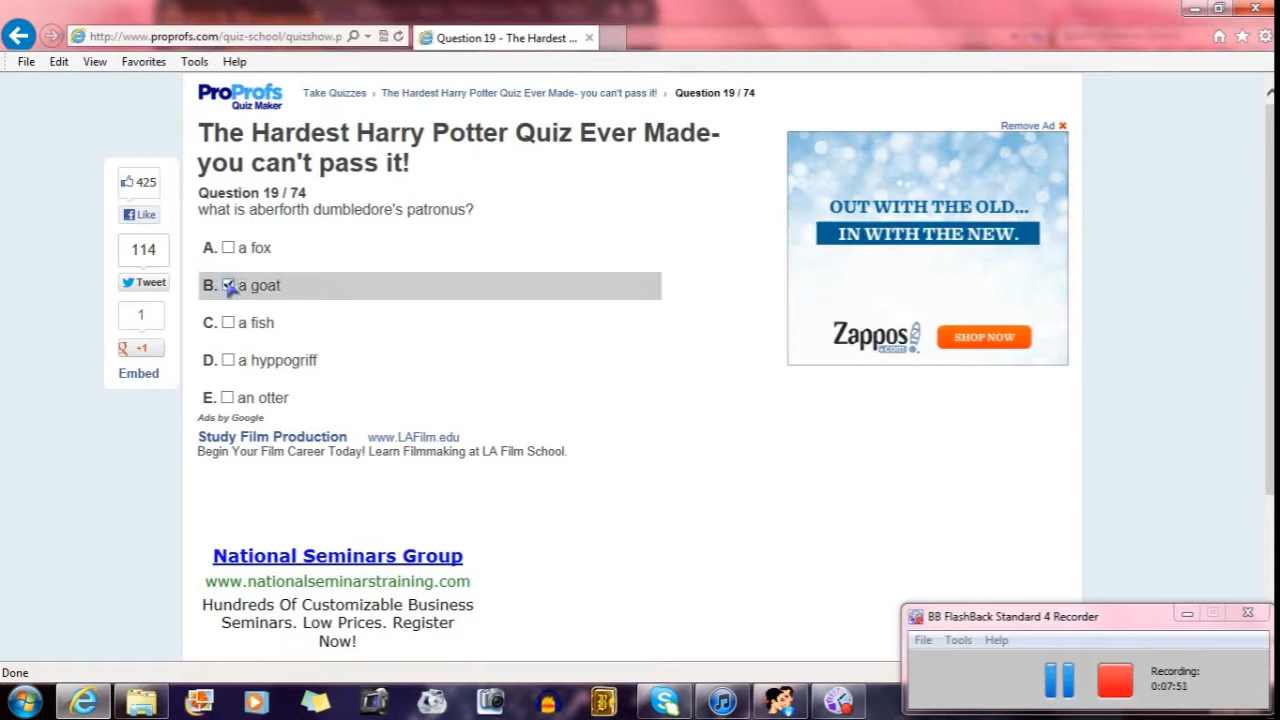 http://www.proprofs.com/quiz-school/quizshow.p
Question 19 - The Hardest ...
File Edit View Favorites Tools Help
ProProfs
Quiz Maker
Take Quizzes › The Hardest Harry Potter Quiz Ever Made- you can't pass it! › Question 19 / 74
Remove Ad
The Hardest Harry Potter Quiz Ever Made-
you can't pass it!
Question 19 / 74
what is aberforth dumbledore's patronus?
A. a fox
B. a goat
C. a fish
D. a hyppogriff
E. an otter
Ads by Google
Study Film Production www.LAFilm.edu
Begin Your Film Career Today! Learn Filmmaking at LA Film School.
425
Like
114
Tweet
1
+1
Embed
OUT WITH THE OLD...
IN WITH THE NEW.
Zappos
.com
SHOP NOW
National Seminars Group
www.nationalseminarstraining.com
Hundreds Of Customizable Business
Seminars. Low Prices. Register
Now!
BB FlashBack Standard 4 Recorder
File Tools Help
Recording:
0:07:51
Done